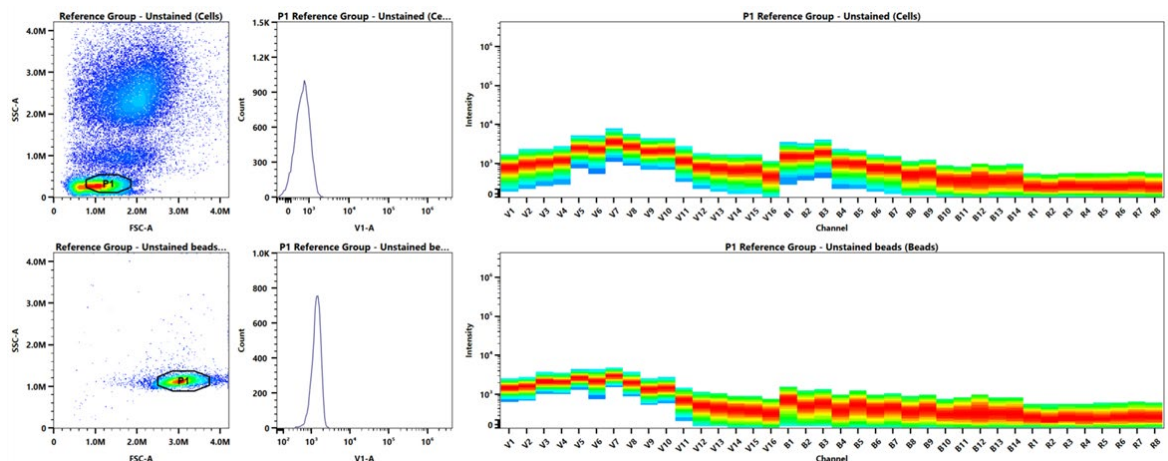 Reference Group - Unstained (Cells)
4.0M
3.0M
2.0M
1.0M
0
SSC-A
P1
0 1.0M 2.0M 3.0M 4.0M
FSC-A
P1 Reference Group - Unstained (Ce...
1.5K
1.2K
900
600
300
0
Count
0 10³ 10⁴ 10⁵ 10⁶
V1-A
P1 Reference Group - Unstained (Cells)
10⁶
10⁵
10⁴
10³
0
Intensity
V1 V2 V3 V4 V5 V6 V7 V8 V9 V10 V11 V12 V13 V14 V15 V16 B1 B2 B3 B4 B5 B6 B7 B8 B9 B10 B11 B12 B13 B14 R1 R2 R3 R4 R5 R6 R7 R8
Channel
Reference Group - Unstained beads...
4.0M
3.0M
2.0M
1.0M
0
SSC-A
P1
0 1.0M 2.0M 3.0M 4.0M
FSC-A
P1 Reference Group - Unstained be...
1.0K
800
600
400
200
0
Count
10² 10³ 10⁴ 10⁵ 10⁶
V1-A
P1 Reference Group - Unstained beads (Beads)
10⁶
10⁵
10⁴
10³
0
Intensity
V1 V2 V3 V4 V5 V6 V7 V8 V9 V10 V11 V12 V13 V14 V15 V16 B1 B2 B3 B4 B5 B6 B7 B8 B9 B10 B11 B12 B13 B14 R1 R2 R3 R4 R5 R6 R7 R8
Channel